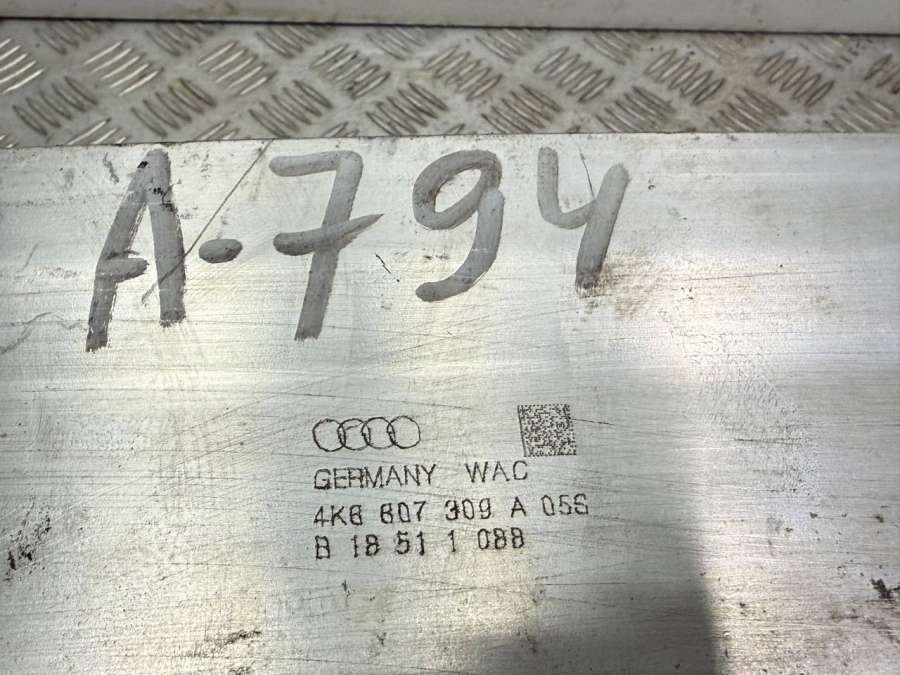 A-794
GERMANY WAC
4K8 807 309 A 05S
B 18 51 1 088